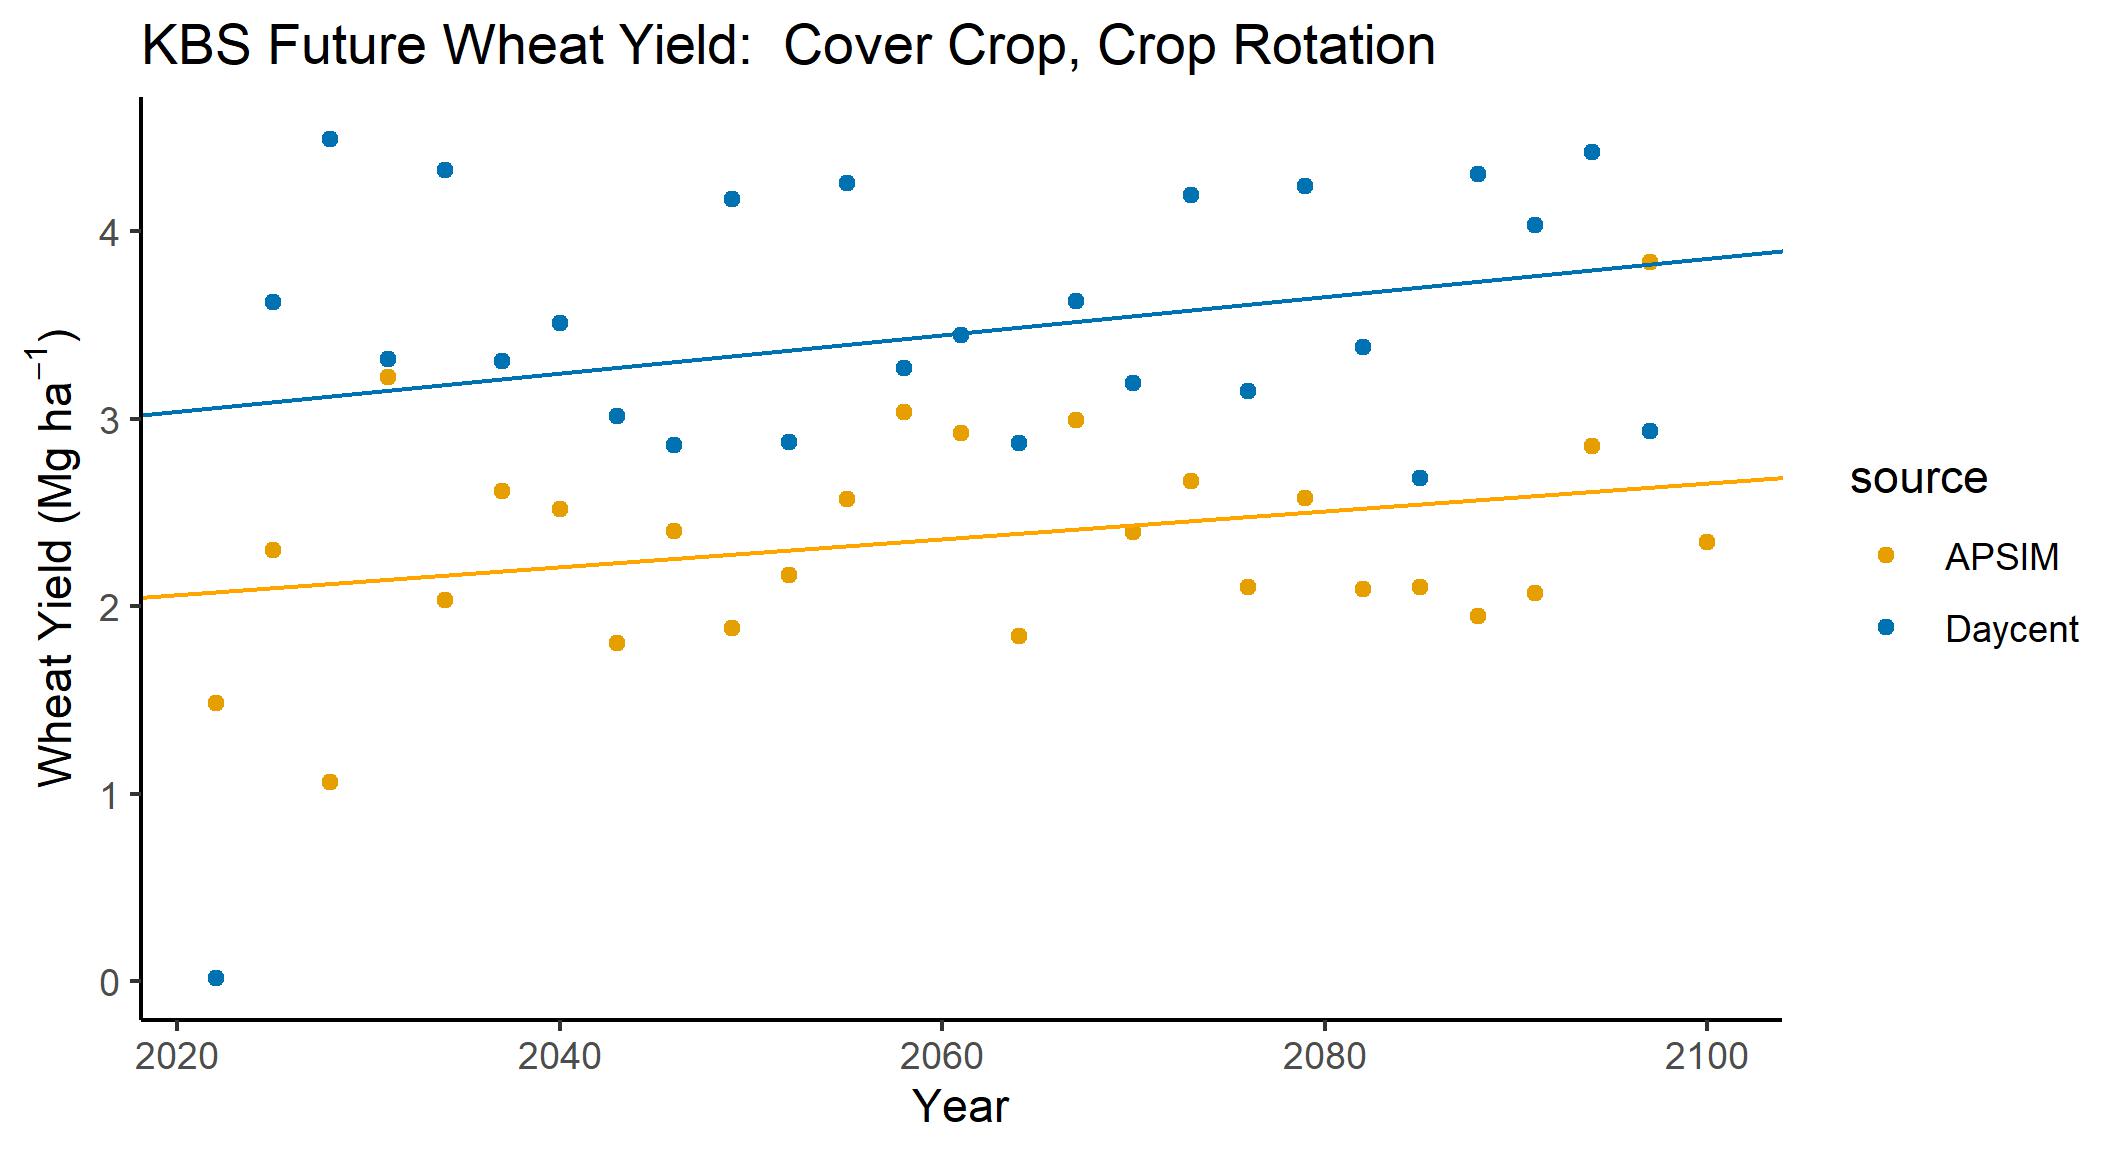 KBS Future Wheat Yield:  Cover Crop, Crop Rotation
Wheat Yield (Mg ha⁻¹)
4
3
2
1
0
2020 2040 2060 2080 2100
Year
source
APSIM
Daycent